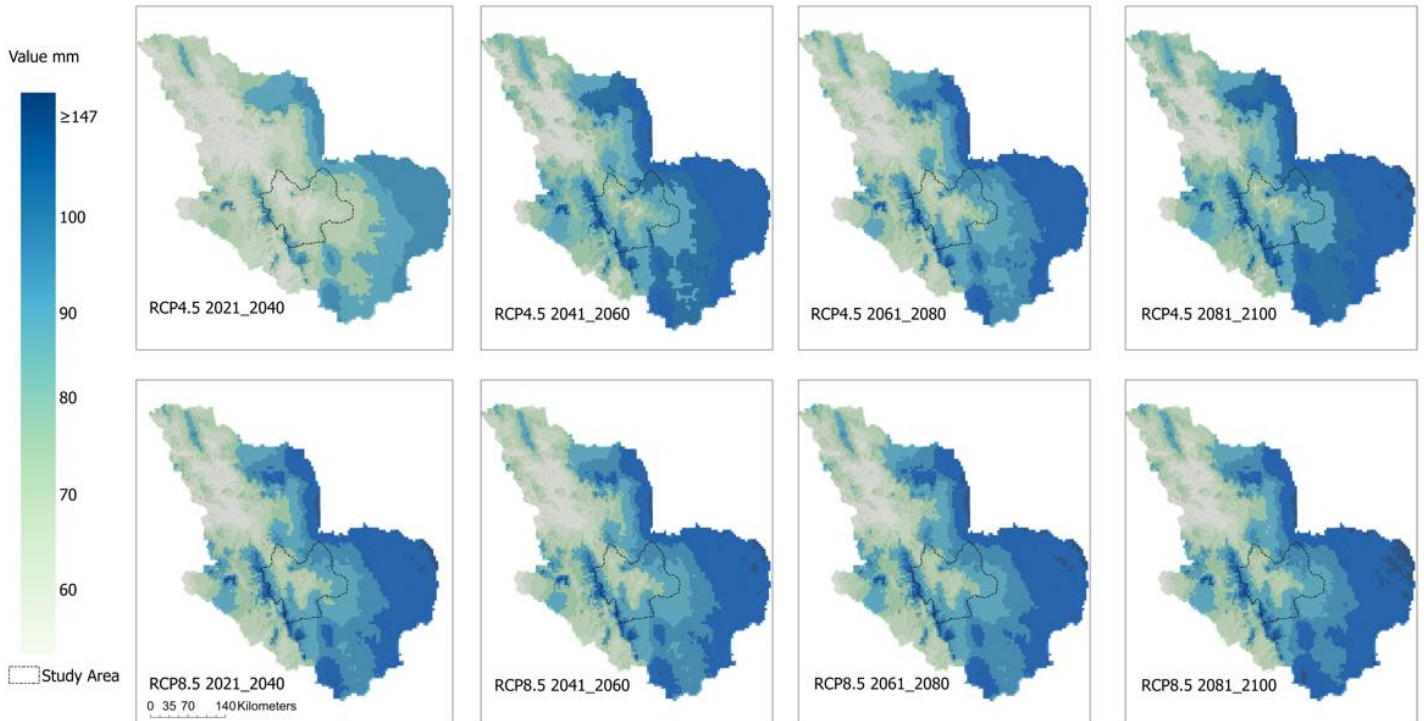 Value mm
≥147
100
90
80
70
60
Study Area
RCP4.5 2021_2040
RCP4.5 2041_2060
RCP4.5 2061_2080
RCP4.5 2081_2100
RCP8.5 2021_2040
RCP8.5 2041_2060
RCP8.5 2061_2080
RCP8.5 2081_2100
0 35 70 140 Kilometers